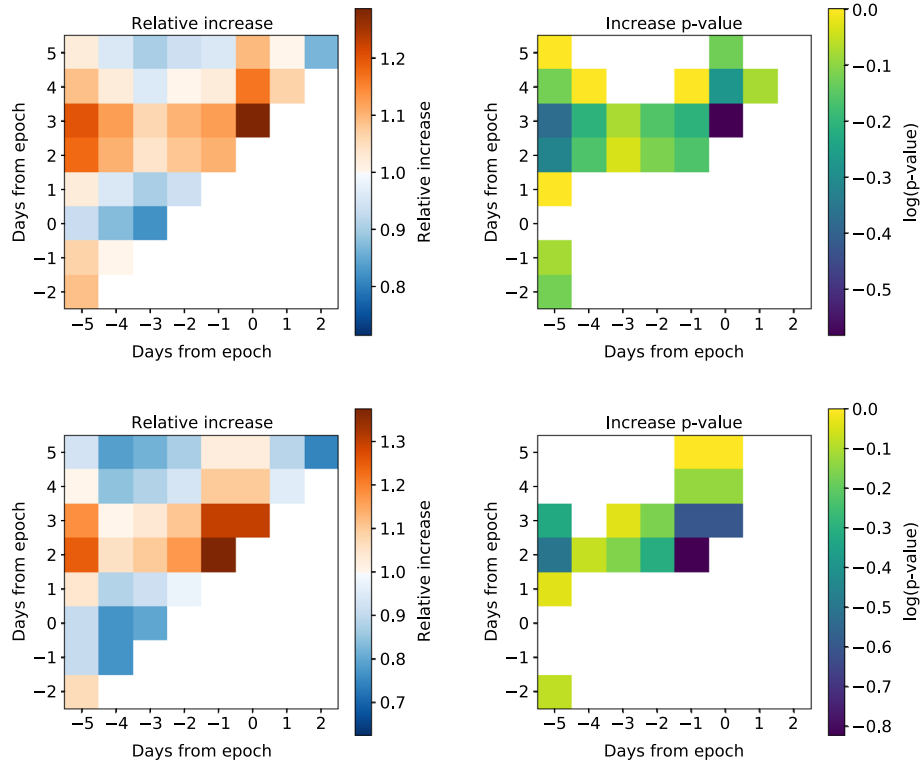 Relative increase
Increase p-value
5
4
3
2
1
0
−1
−2
−5 −4 −3 −2 −1 0 1 2
Days from epoch
Days from epoch
1.2
1.1
1.0
0.9
0.8
Relative increase
5
4
3
2
1
0
−1
−2
−5 −4 −3 −2 −1 0 1 2
Days from epoch
Days from epoch
0.0
−0.1
−0.2
−0.3
−0.4
−0.5
log(p-value)
Relative increase
Increase p-value
5
4
3
2
1
0
−1
−2
−5 −4 −3 −2 −1 0 1 2
Days from epoch
Days from epoch
1.3
1.2
1.1
1.0
0.9
0.8
0.7
Relative increase
5
4
3
2
1
0
−1
−2
−5 −4 −3 −2 −1 0 1 2
Days from epoch
Days from epoch
0.0
−0.1
−0.2
−0.3
−0.4
−0.5
−0.6
−0.7
−0.8
log(p-value)